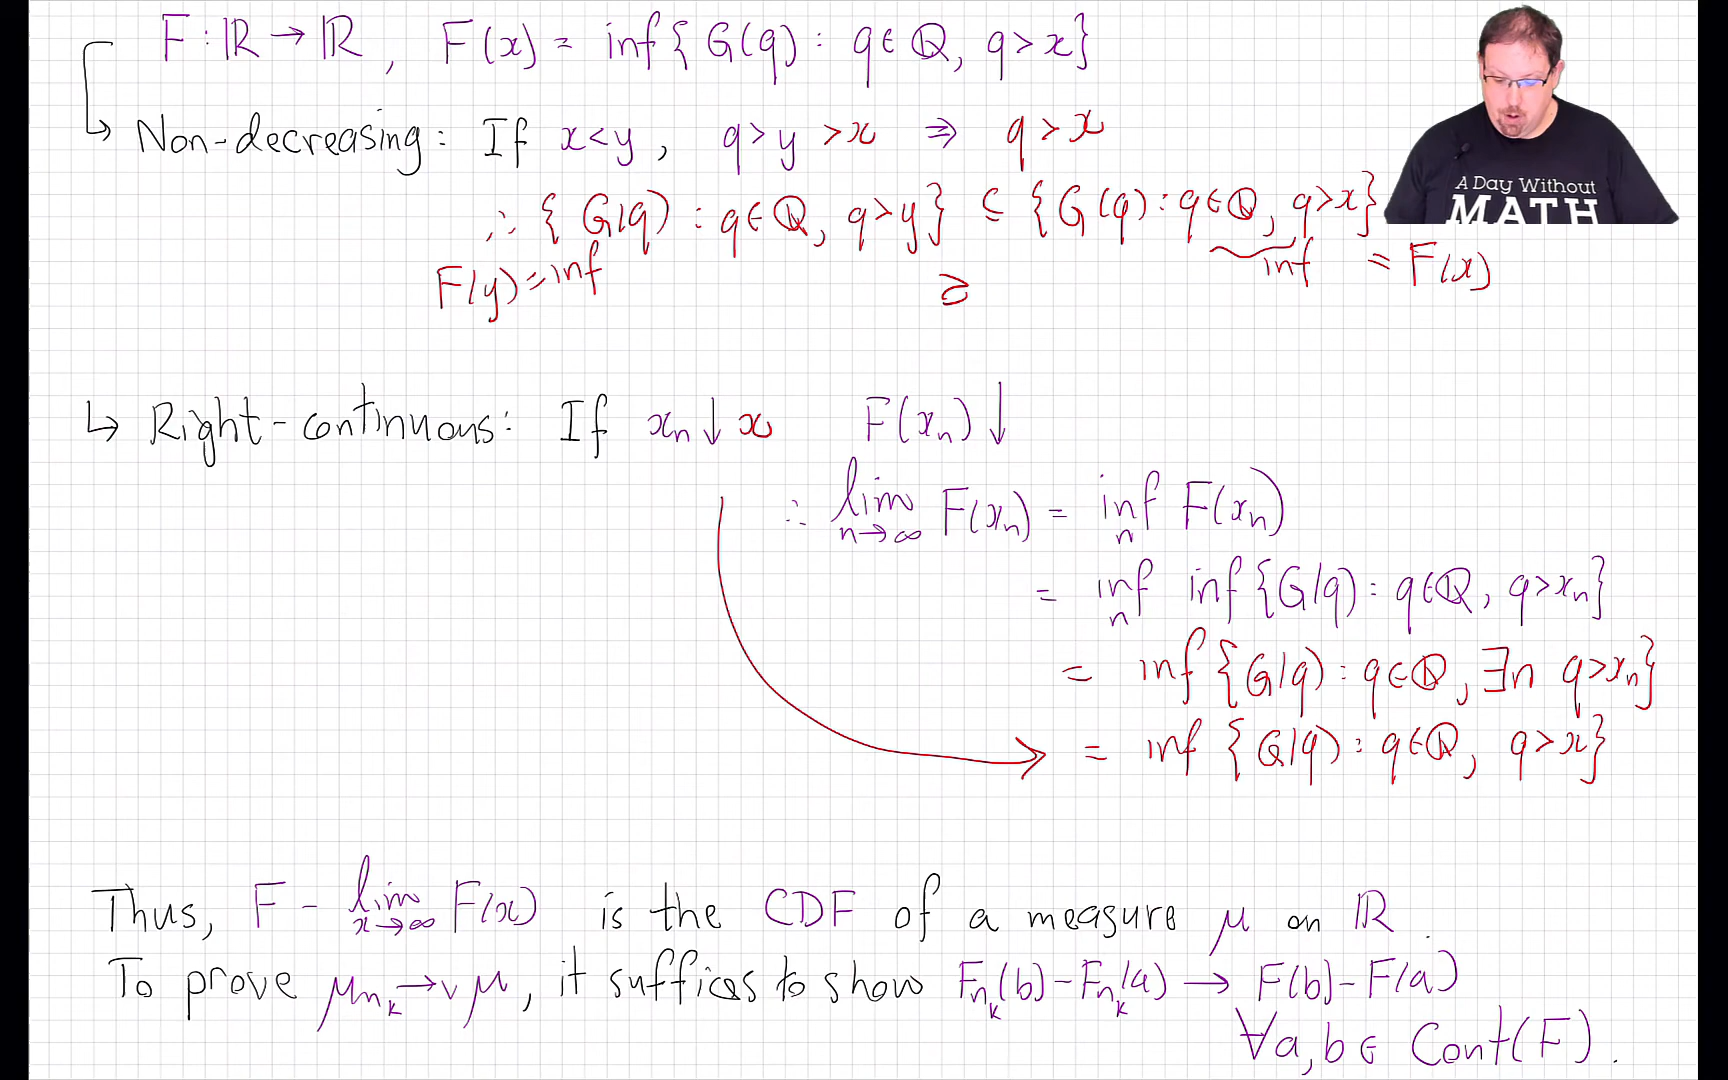 F : ℝ → ℝ, F(x) = inf{ G(q) : q ∈ ℚ, q > x}
↳ Non-decreasing: If x < y, q > y > x ⇒ q > x
∴ { G(q) : q ∈ ℚ, q > y} ⊆ {G(q) : q ∈ ℚ, q > x}
F(y) = inf ≥ inf = F(x)
↳ Right-continuous: If xₙ ↓ x F(xₙ) ↓
∴ lim n→∞ F(xₙ) = inf n F(xₙ)
= inf n inf {G(q) : q ∈ ℚ, q > xₙ}
= inf {G(q) : q ∈ ℚ, ∃n q > xₙ}
= inf {G(q) : q ∈ ℚ, q > x}
Thus, F - lim x→∞ F(x) is the CDF of a measure μ on ℝ.
To prove μₙₖ →ᵥ μ, it suffices to show Fₙₖ(b) - Fₙₖ(a) → F(b) - F(a)
∀a, b ∈ Cont(F).
A Day Without
MATH